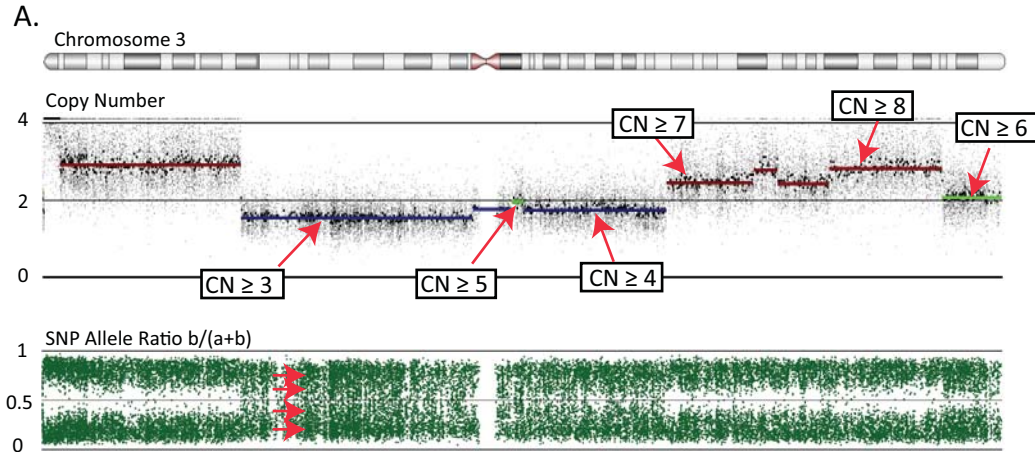 A.
Chromosome 3
Copy Number
4
2
0
CN ≥ 7
CN ≥ 8
CN ≥ 6
CN ≥ 3
CN ≥ 5
CN ≥ 4
SNP Allele Ratio b/(a+b)
1
0.5
0